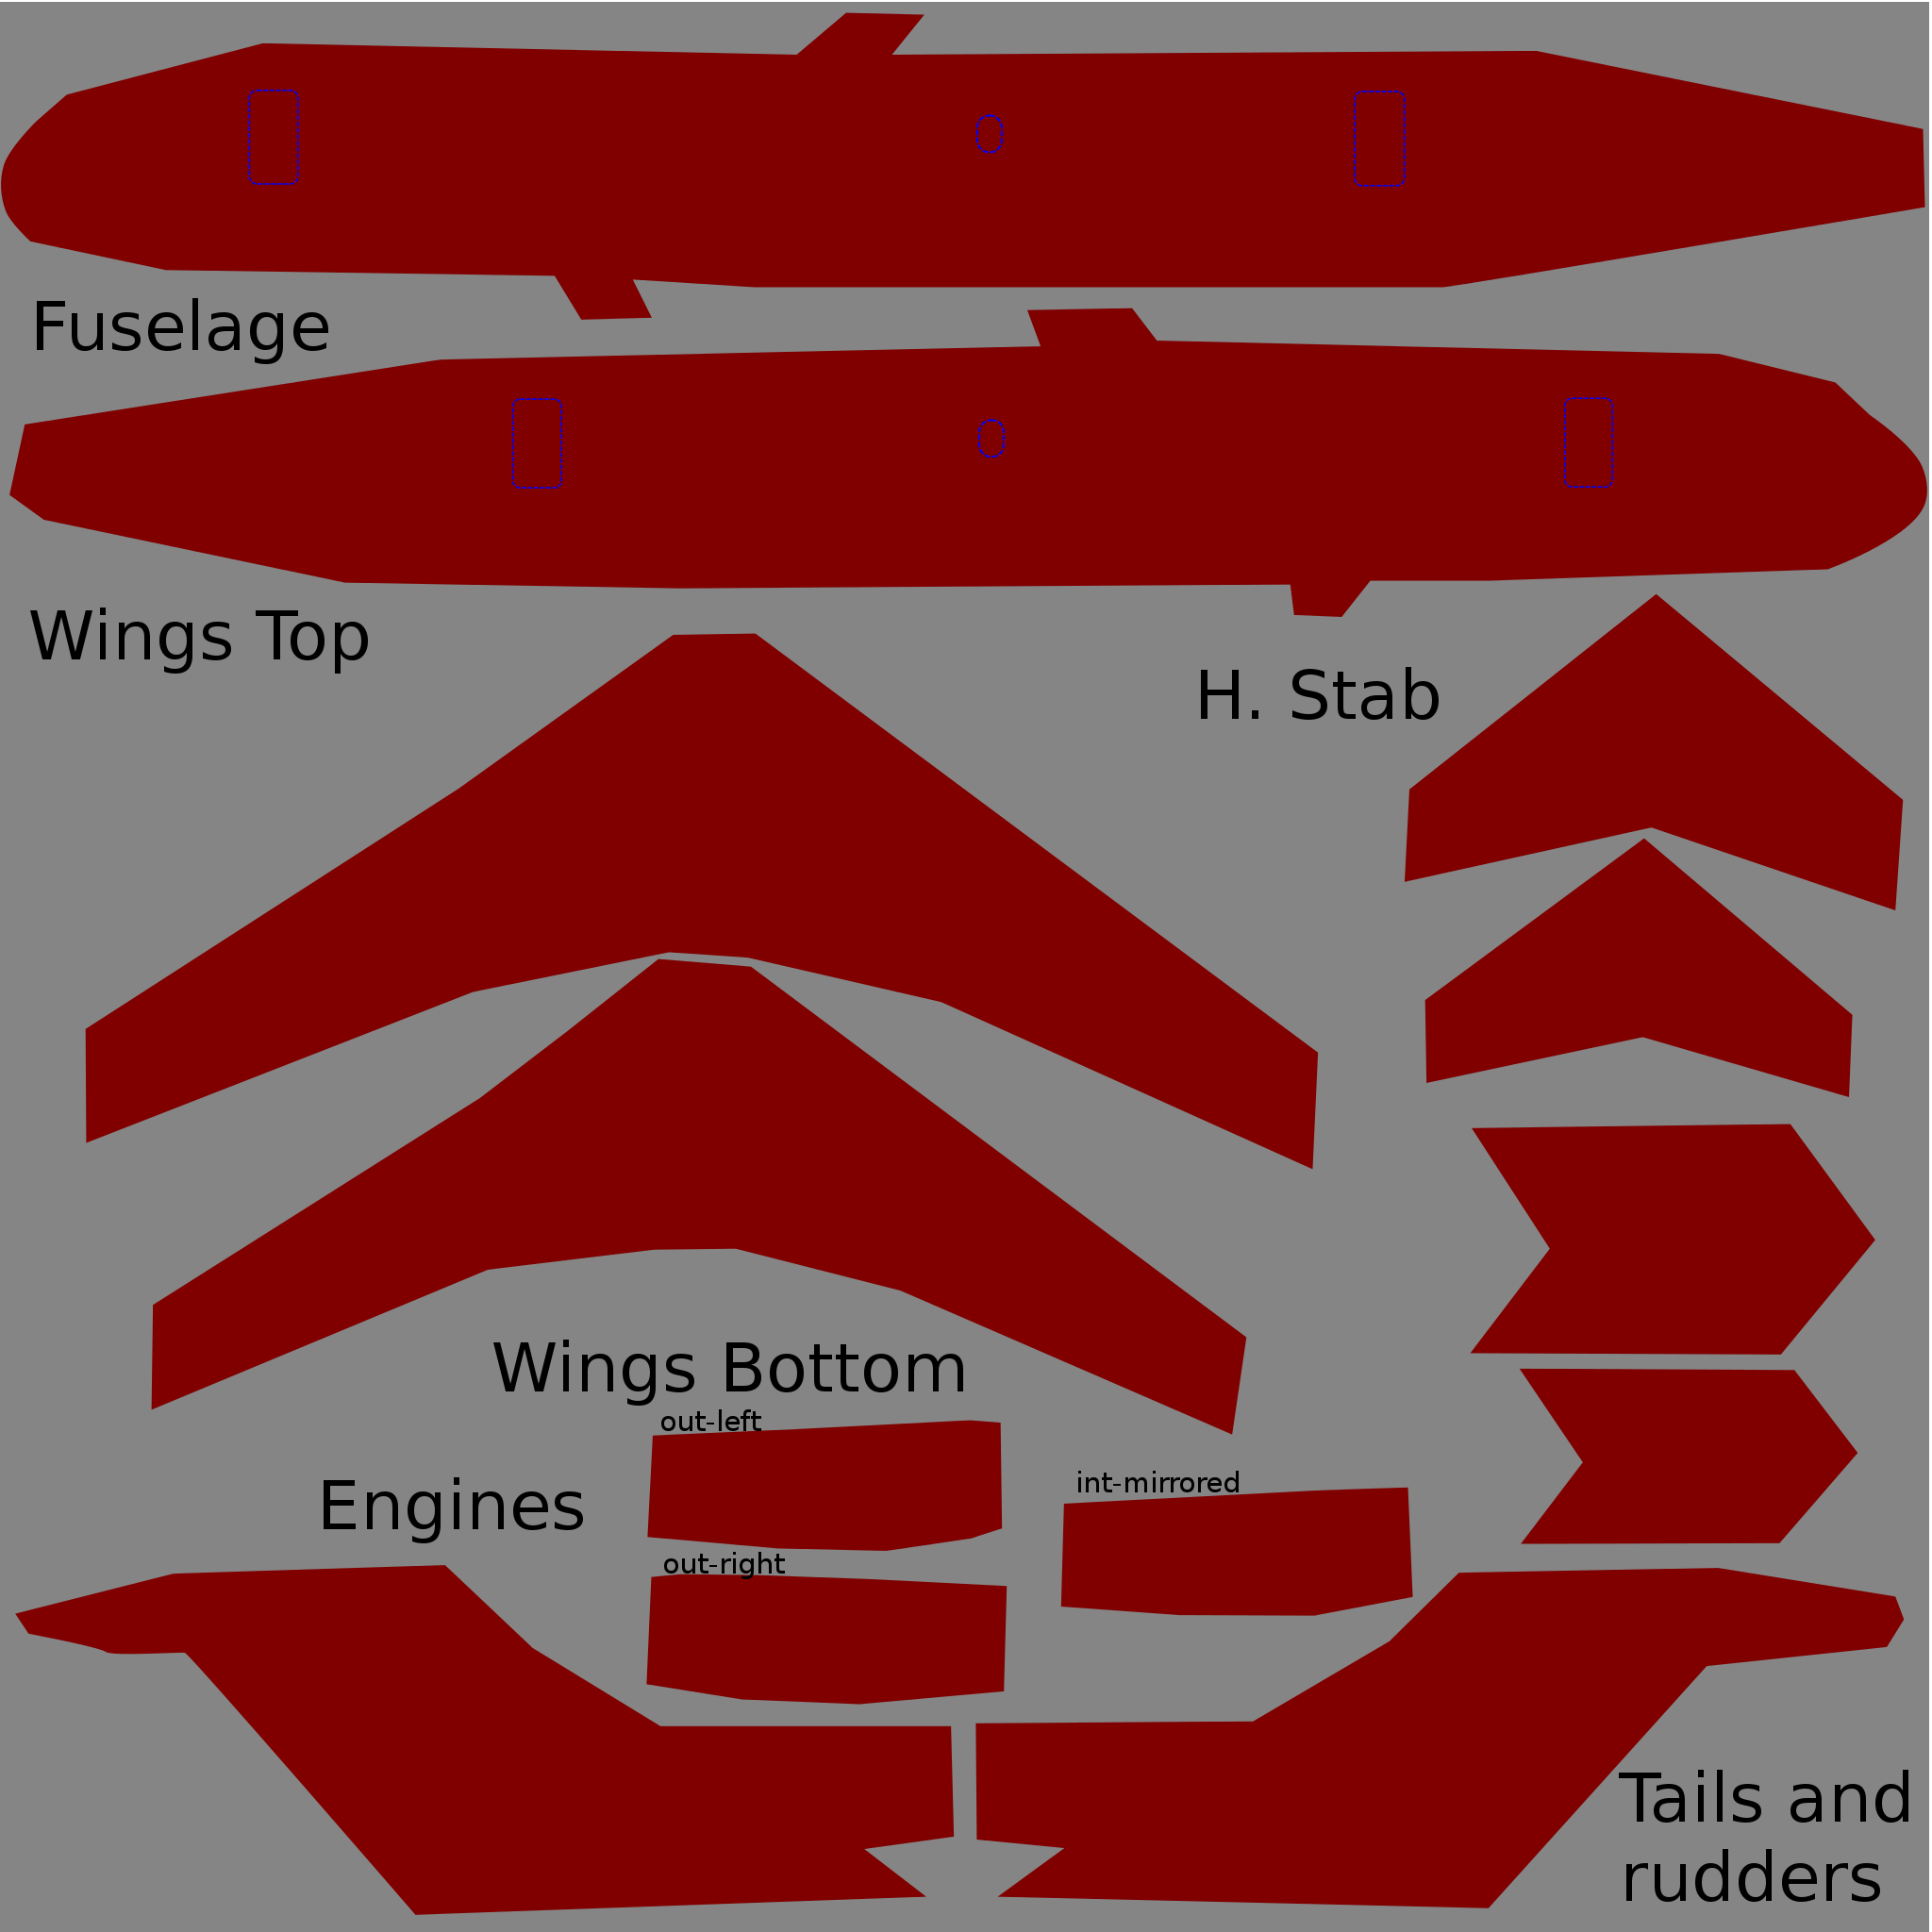 Fuselage
Wings Top
H. Stab
Wings Bottom
out-left
Engines
int-mirrored
out-right
Tails and
rudders